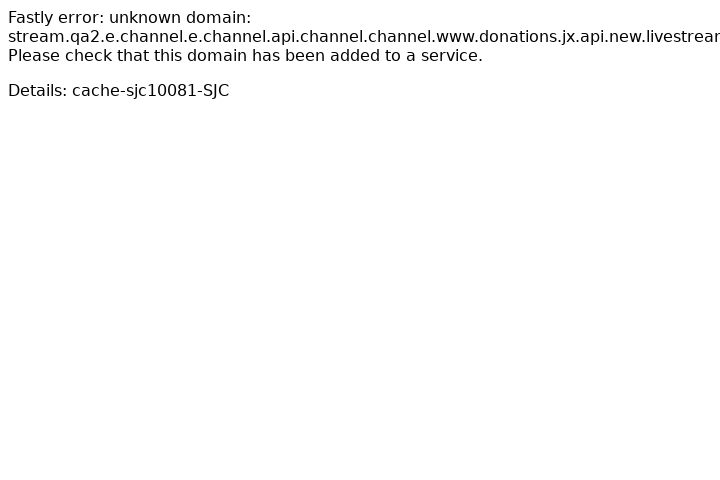 Fastly error: unknown domain:
stream.qa2.e.channel.e.channel.api.channel.channel.www.donations.jx.api.new.livestrear
Please check that this domain has been added to a service.
Details: cache-sjc10081-SJC